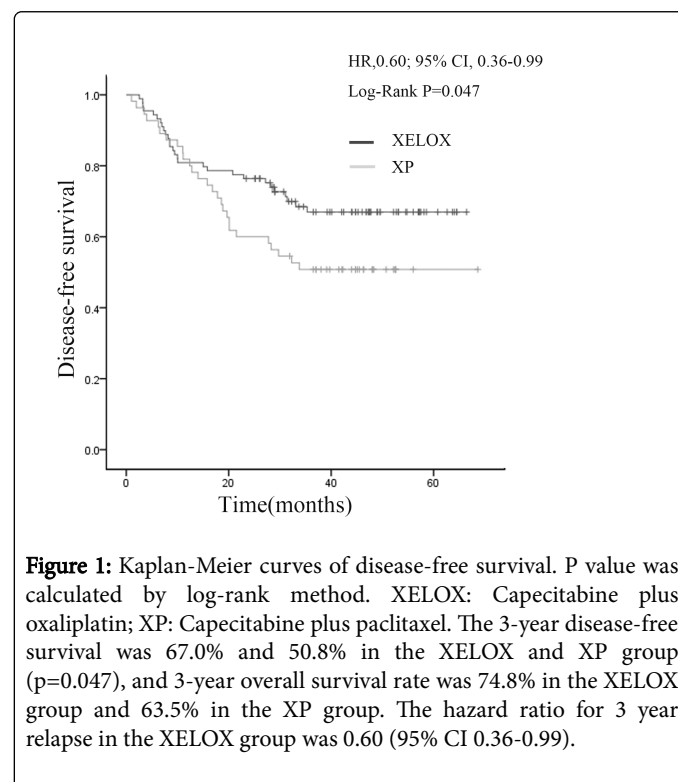 HR,0.60; 95% CI, 0.36-0.99
Log-Rank P=0.047
XELOX
XP
1.0
0.8
0.6
0.4
0.2
0.0
Disease-free survival
0 20 40 60
Time(months)
Figure 1: Kaplan-Meier curves of disease-free survival. P value was
calculated by log-rank method. XELOX: Capecitabine plus
oxaliplatin; XP: Capecitabine plus paclitaxel. The 3-year disease-free
survival was 67.0% and 50.8% in the XELOX and XP group
(p=0.047), and 3-year overall survival rate was 74.8% in the XELOX
group and 63.5% in the XP group. The hazard ratio for 3 year
relapse in the XELOX group was 0.60 (95% CI 0.36-0.99).